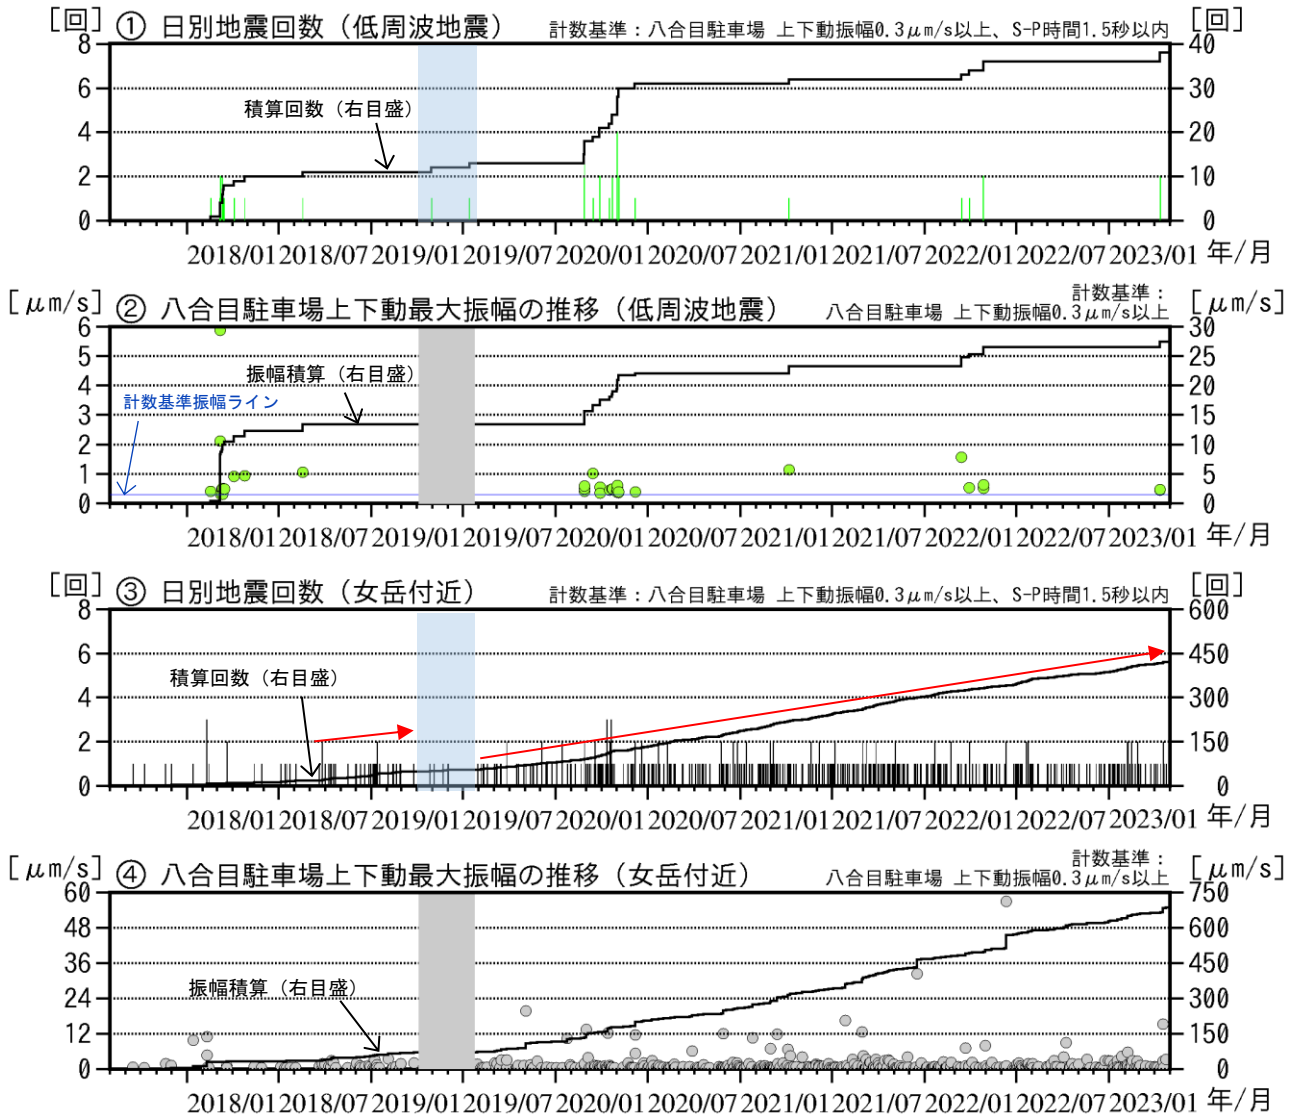 [回] ① 日別地震回数（低周波地震） 計数基準：八合目駐車場 上下動振幅0.3μm/s以上、S-P時間1.5秒以内 [回]
8 40
6 30
積算回数（右目盛）
4 20
2 10
0 0
2018/01 2018/07 2019/01 2019/07 2020/01 2020/07 2021/01 2021/07 2022/01 2022/07 2023/01 年/月
計数基準：
[μm/s] ② 八合目駐車場上下動最大振幅の推移（低周波地震） 八合目駐車場 上下動振幅0.3μm/s以上 [μm/s]
6 30
5 25
振幅積算（右目盛）
4 20
計数基準振幅ライン
3 15
2 10
1 5
0 0
2018/01 2018/07 2019/01 2019/07 2020/01 2020/07 2021/01 2021/07 2022/01 2022/07 2023/01 年/月
[回] ③ 日別地震回数（女岳付近） 計数基準：八合目駐車場 上下動振幅0.3μm/s以上、S-P時間1.5秒以内 [回]
8 600
6 450
積算回数（右目盛）
4 300
2 150
0 0
2018/01 2018/07 2019/01 2019/07 2020/01 2020/07 2021/01 2021/07 2022/01 2022/07 2023/01 年/月
計数基準：
[μm/s] ④ 八合目駐車場上下動最大振幅の推移（女岳付近） 八合目駐車場 上下動振幅0.3μm/s以上 [μm/s]
60 750
48 600
36 450
振幅積算（右目盛）
24 300
12 150
0 0
2018/01 2018/07 2019/01 2019/07 2020/01 2020/07 2021/01 2021/07 2022/01 2022/07 2023/01 年/月